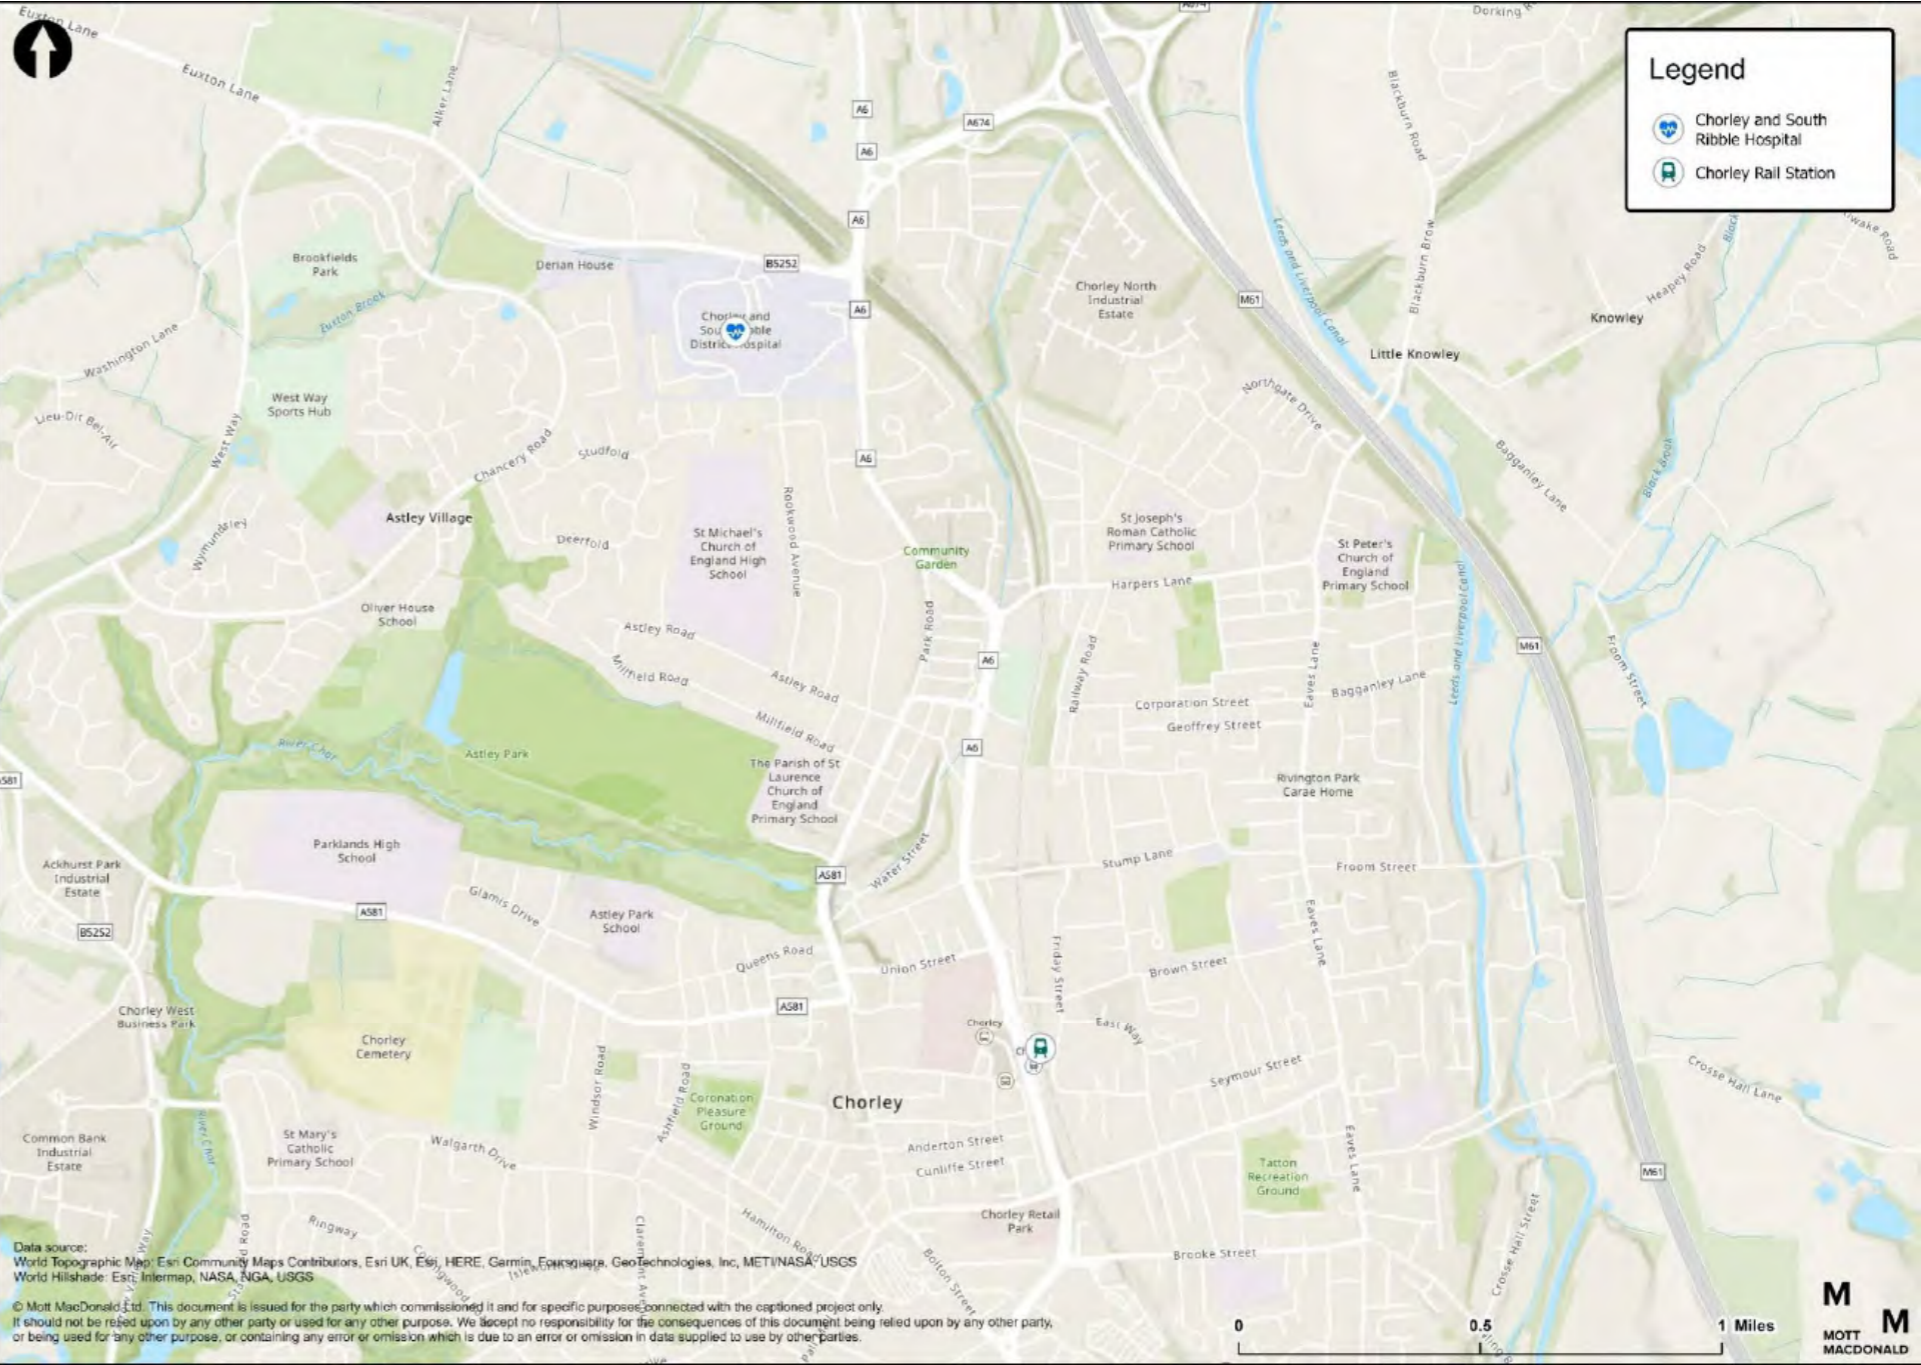 Euxton Lane
Euxton Lane
Alker Lane
A6
A6
A674
A674
Dorking
Blackburn Road
Legend
Chorley and South
Ribble Hospital
Chorley Rail Station
A6
Brookfields
Park
Derian House
B5252
Euxton Brook
Chorley and
District Hospital
A6
Chorley North
Industrial
Estate
M61
Leeds and Liverpool Canal
Blackburn Brow
Heapey Road
Knowley
Little Knowley
Washington Lane
Lieu-Dit Bel-Air
West Way
Sports Hub
West Way
Northgate Drive
Bagganley Lane
Black Brook
Chancery Road
Studfold
A6
Rookwood Avenue
Astley Village
Wymundsley
Deerfold
St Michael's
Church of
England High
School
Community
Garden
St Joseph's
Roman Catholic
Primary School
St Peter's
Church of
England
Primary School
Harpers Lane
Oliver House
School
Astley Road
Millfield Road
Astley Road
Millfield Road
Park Road
A6
Railway Road
Eaves Lane
Bagganley Lane
Leeds and Liverpool Canal
M61
Froom Street
Corporation Street
Geoffrey Street
River Chor
Astley Park
A6
A581
The Parish of St
Laurence
Church of
England
Primary School
Rivington Park
Carae Home
Parklands High
School
Ackhurst Park
Industrial
Estate
A581
Water Street
Stump Lane
Froom Street
A581
Glamis Drive
Astley Park
School
B5252
Queens Road
Union Street
Friday Street
Brown Street
Eaves Lane
A581
Chorley West
Business Park
Chorley
Cemetery
Chorley
East Way
Seymour Street
Crosse Hall Lane
Windsor Road
Ashfield Road
Coronation
Pleasure
Ground
Chorley
River Chor
Common Bank
Industrial
Estate
St Mary's
Catholic
Primary School
Walgarth Drive
Anderton Street
Cunliffe Street
Eaves Lane
Tatton
Recreation
Ground
M61
Chorley Retail
Park
Ringway
Hamilton Road
Bolton Street
Brooke Street
Crosse Hall Street
Data source:
World Topographic Map: Esri Community Maps Contributors, Esri UK, Esri, HERE, Garmin, Foursquare, GeoTechnologies, Inc, METI/NASA, USGS
World Hillshade: Esri, Intermap, NASA, NGA, USGS
© Mott MacDonald Ltd. This document is issued for the party which commissioned it and for specific purposes connected with the captioned project only.
It should not be relied upon by any other party or used for any other purpose. We accept no responsibility for the consequences of this document being relied upon by any other party,
or being used for any other purpose, or containing any error or omission which is due to an error or omission in data supplied to use by other parties.
0 0.5 1 Miles
M
M
MOTT
MACDONALD